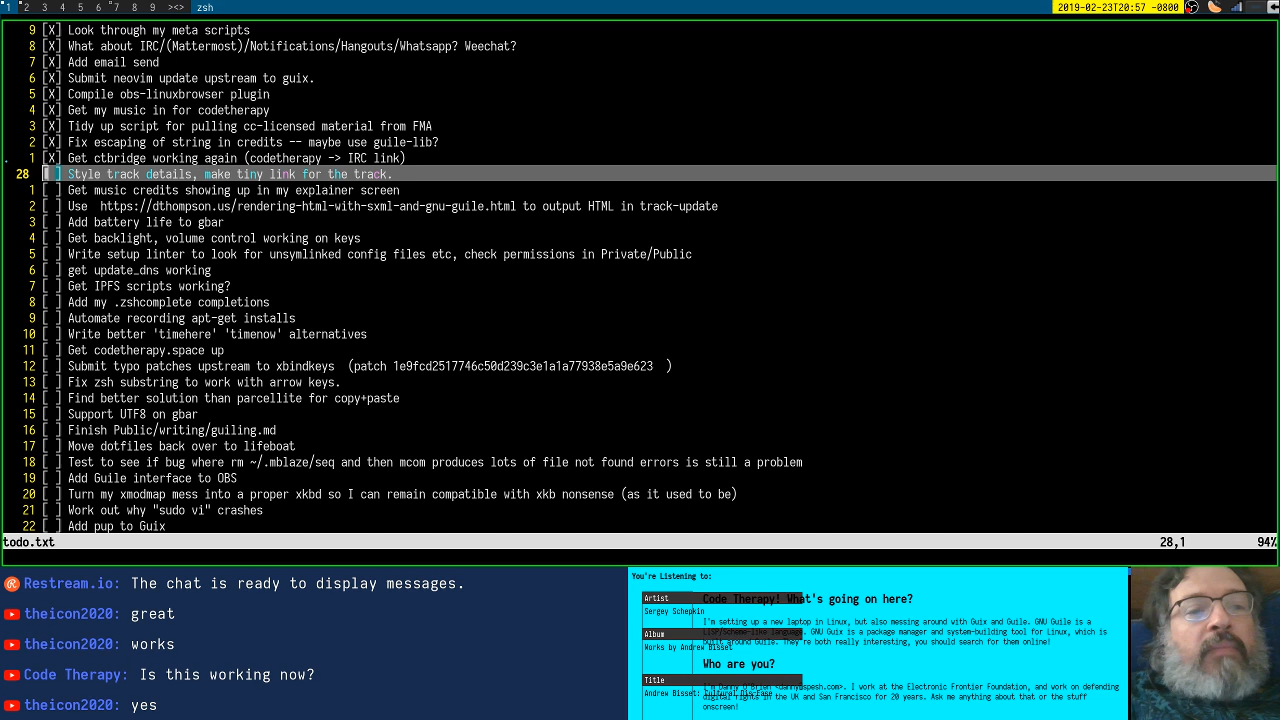 1 2 3 4 5 6 7 8 9 ><> zsh 2019-02-23T20:57 -0800
9 [X] Look through my meta scripts
8 [X] What about IRC/(Mattermost)/Notifications/Hangouts/Whatsapp? Weechat?
7 [X] Add email send
6 [X] Submit neovim update upstream to guix.
5 [X] Compile obs-linuxbrowser plugin
4 [X] Get my music in for codetherapy
3 [X] Tidy up script for pulling cc-licensed material from FMA
2 [X] Fix escaping of string in credits -- maybe use guile-lib?
1 [X] Get ctbridge working again (codetherapy -> IRC link)
28 [ ] Style track details, make tiny link for the track.
1 [ ] Get music credits showing up in my explainer screen
2 [ ] Use  https://dthompson.us/rendering-html-with-sxml-and-gnu-guile.html to output HTML in track-update
3 [ ] Add battery life to gbar
4 [ ] Get backlight, volume control working on keys
5 [ ] Write setup linter to look for unsymlinked config files etc, check permissions in Private/Public
6 [ ] get update_dns working
7 [ ] Get IPFS scripts working?
8 [ ] Add my .zshcomplete completions
9 [ ] Automate recording apt-get installs
10 [ ] Write better 'timehere' 'timenow' alternatives
11 [ ] Get codetherapy.space up
12 [ ] Submit typo patches upstream to xbindkeys  (patch 1e9fcd2517746c50d239c3e1a1a77938e5a9e623  )
13 [ ] Fix zsh substring to work with arrow keys.
14 [ ] Find better solution than parcellite for copy+paste
15 [ ] Support UTF8 on gbar
16 [ ] Finish Public/writing/guiling.md
17 [ ] Move dotfiles back over to lifeboat
18 [ ] Test to see if bug where rm ~/.mblaze/seq and then mcom produces lots of file not found errors is still a problem
19 [ ] Add Guile interface to OBS
20 [ ] Turn my xmodmap mess into a proper xkbd so I can remain compatible with xkb nonsense (as it used to be)
21 [ ] Work out why "sudo vi" crashes
22 [ ] Add pup to Guix
todo.txt 28,1 94%
Restream.io: The chat is ready to display messages.
theicon2020: great
theicon2020: works
Code Therapy: Is this working now?
theicon2020: yes
You're Listening to:
Artist
Sergey Schepkin
Album
Works by Andrew Bisset
Title
Andrew Bisset:
Code Therapy! What's going on here?
I'm setting up a new laptop in Linux, but also messing around with Guix and Guile. GNU Guile is a
LISP/Scheme-like language. GNU Guix is a package manager and system-building tool for Linux, which is
built around Guile. They're both really interesting, you should search for them online!
Who are you?
I'm Danny O'Brien <danny@spesh.com>. I work at the Electronic Frontier Foundation, and work on defending
digital rights in the UK and San Francisco for 20 years. Ask me anything about that or the stuff
onscreen!